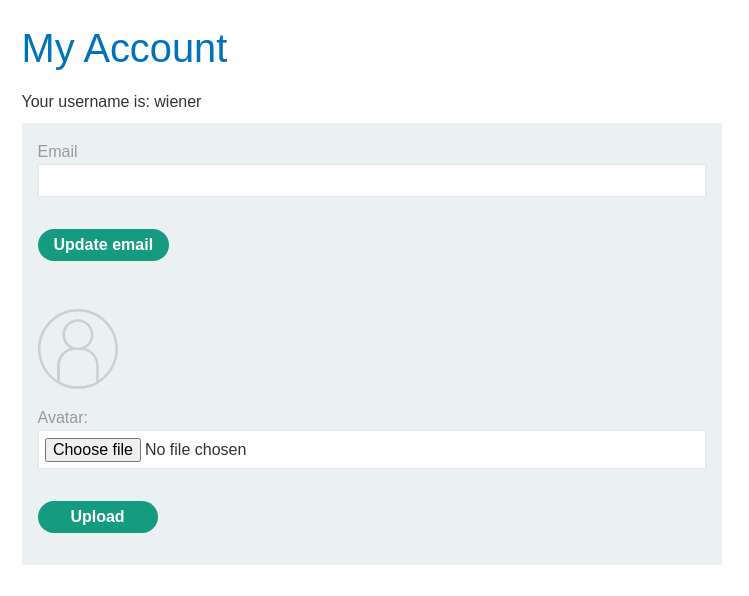 My Account
Your username is: wiener
Email
Update email
Avatar:
Choose file No file chosen
Upload